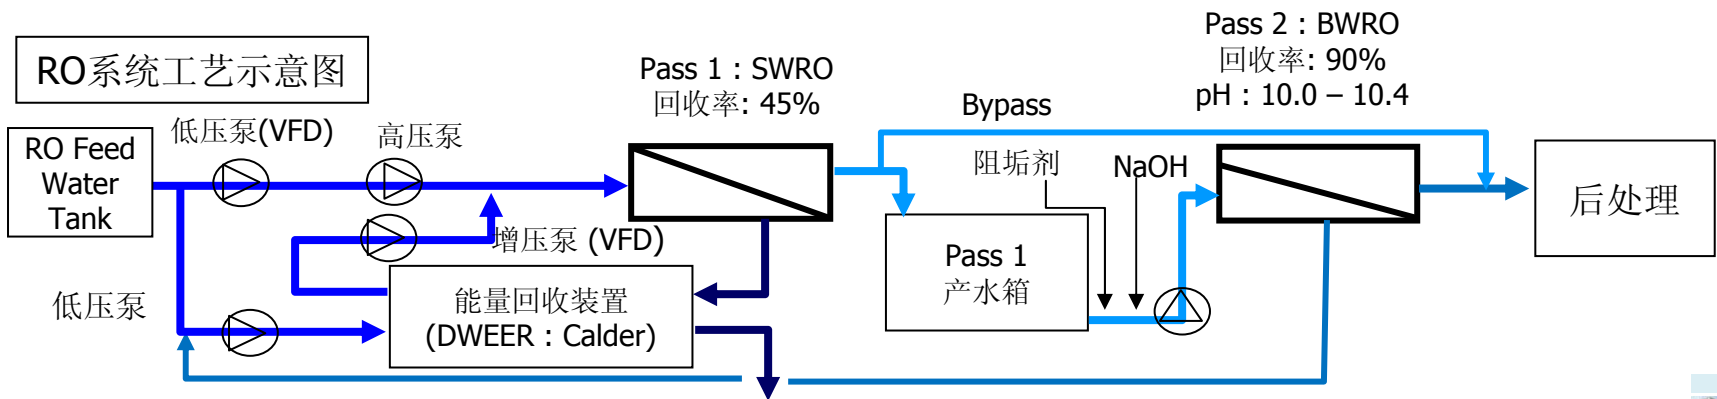 RO系统工艺示意图
RO Feed
Water
Tank
低压泵(VFD)
高压泵
增压泵 (VFD)
低压泵
能量回收装置
(DWEER : Calder)
Pass 1 : SWRO
回收率: 45%
Bypass
Pass 1
产水箱
阻垢剂
NaOH
Pass 2 : BWRO
回收率: 90%
pH : 10.0 – 10.4
后处理